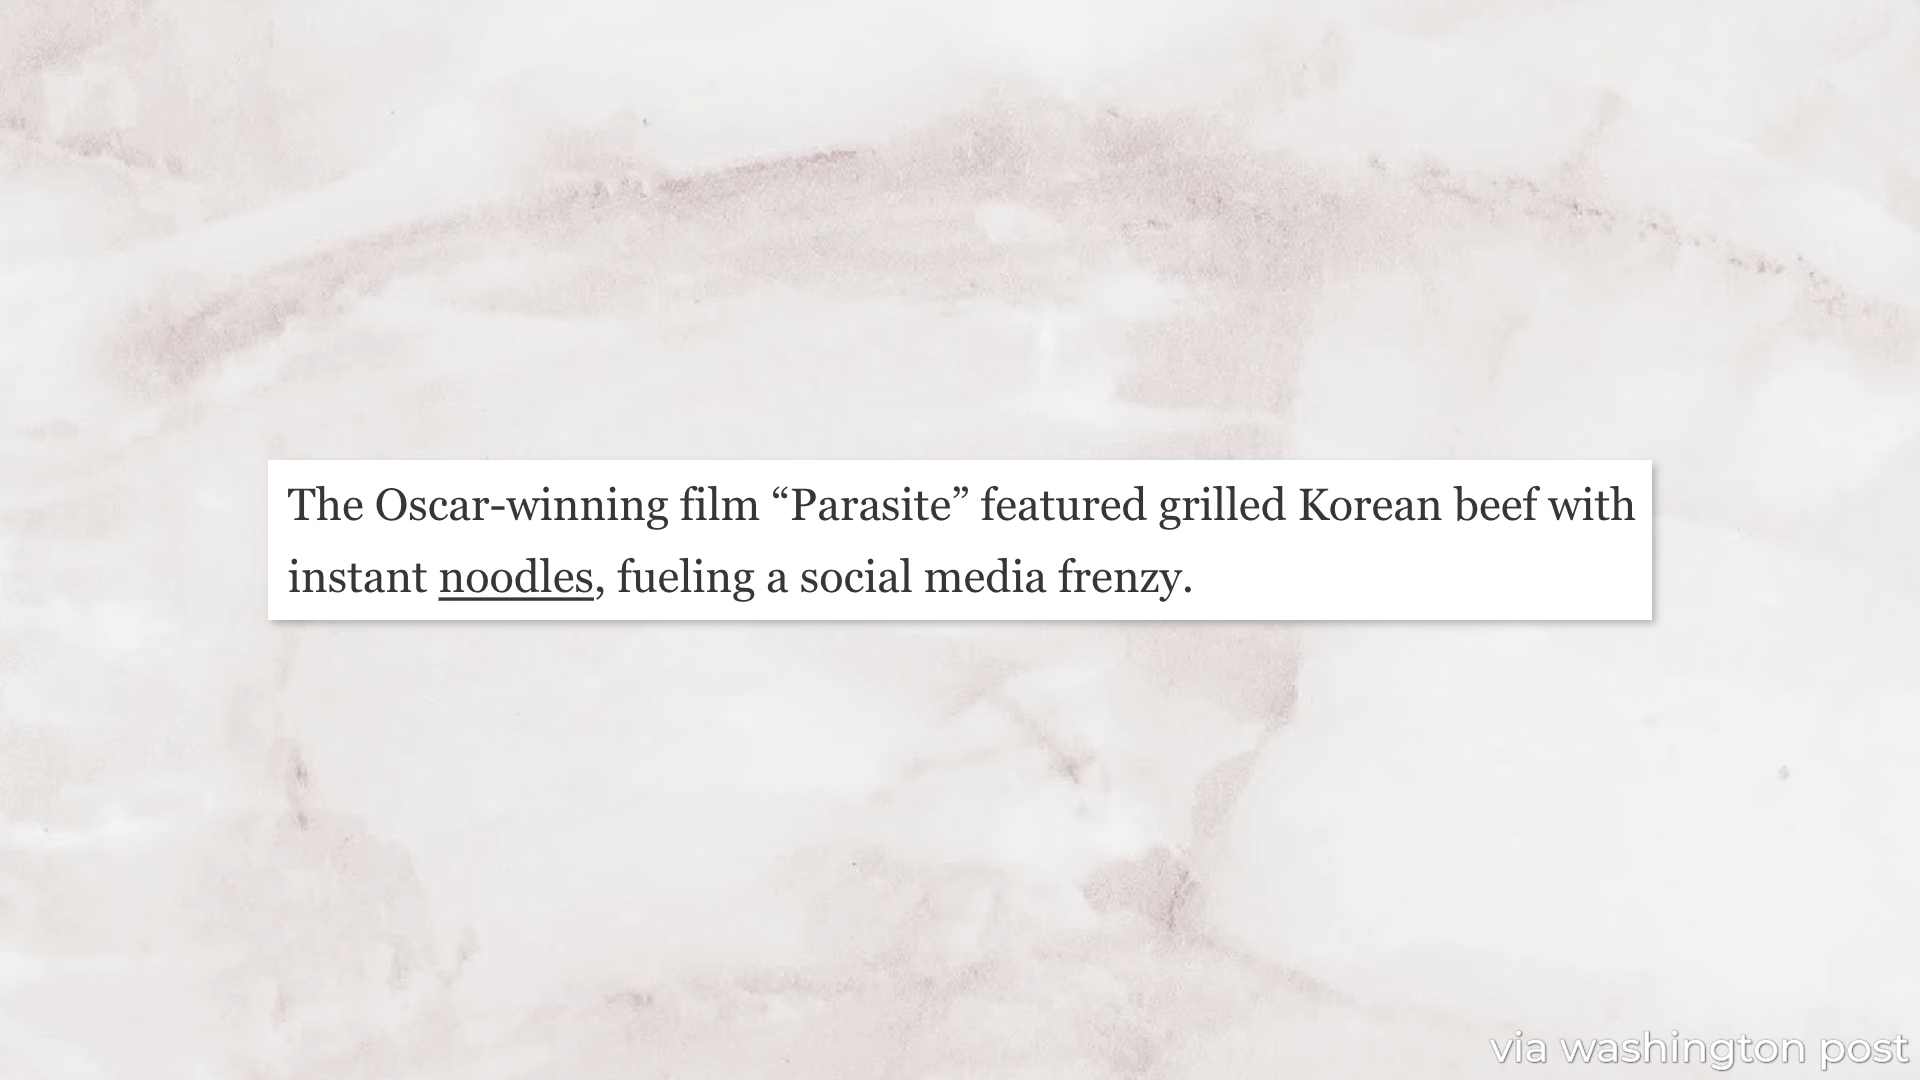 The Oscar-winning film “Parasite” featured grilled Korean beef with
instant noodles, fueling a social media frenzy.
via washington post